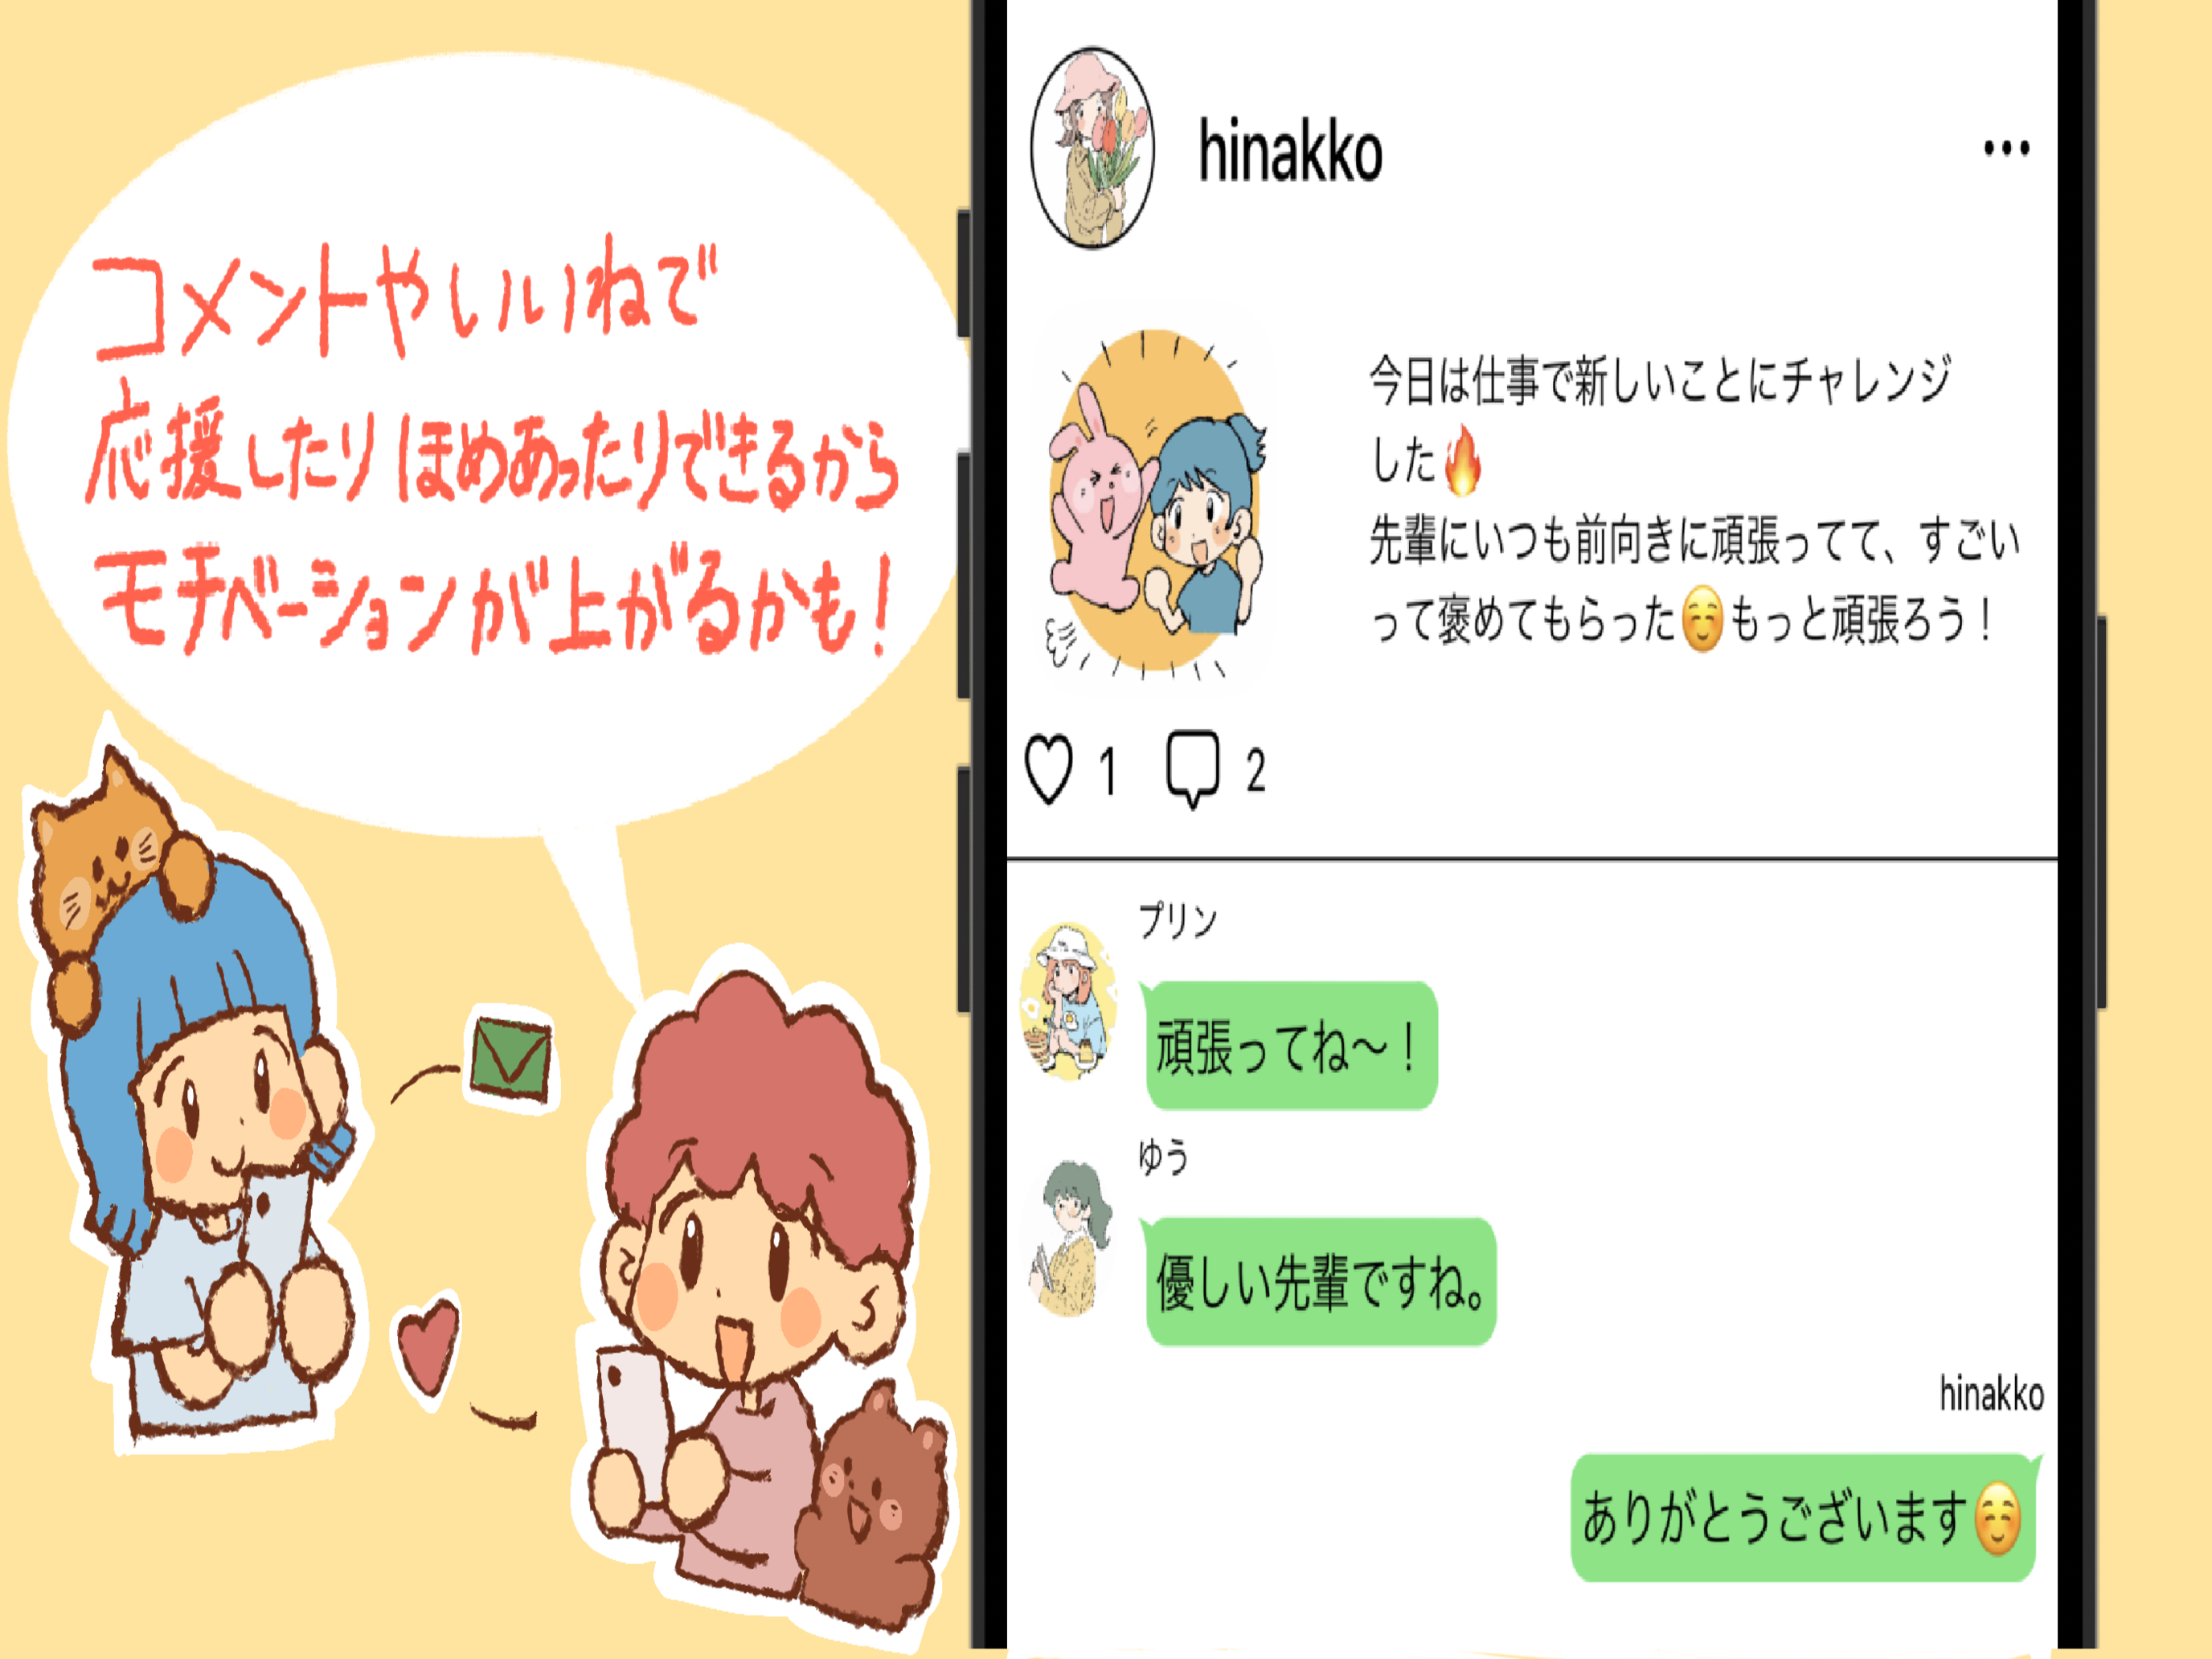 コメントやいいねで
応援したりほめあったりできるから
モチベーションが上がるかも！
hinakko
今日は仕事で新しいことにチャレンジ
した🔥
先輩にいつも前向きに頑張ってて、すごい
って褒めてもらった☺️もっと頑張ろう！
1 2
プリン
頑張ってね〜！
ゆう
優しい先輩ですね。
hinakko
ありがとうございます☺️